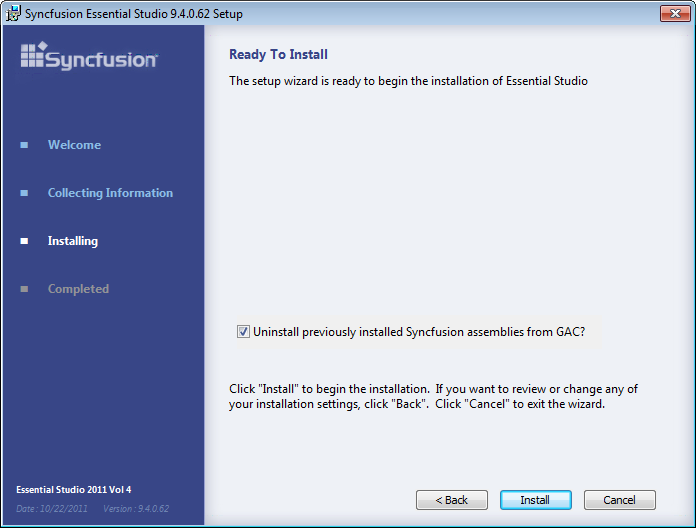 Syncfusion Essential Studio 9.4.0.62 Setup
Syncfusion
Welcome
Collecting Information
Installing
Completed
Essential Studio 2011 Vol 4
Date : 10/22/2011 Version : 9.4.0.62
Ready To Install
The setup wizard is ready to begin the installation of Essential Studio
Uninstall previously installed Syncfusion assemblies from GAC?
Click "Install" to begin the installation. If you want to review or change any of
your installation settings, click "Back". Click "Cancel" to exit the wizard.
< Back Install Cancel